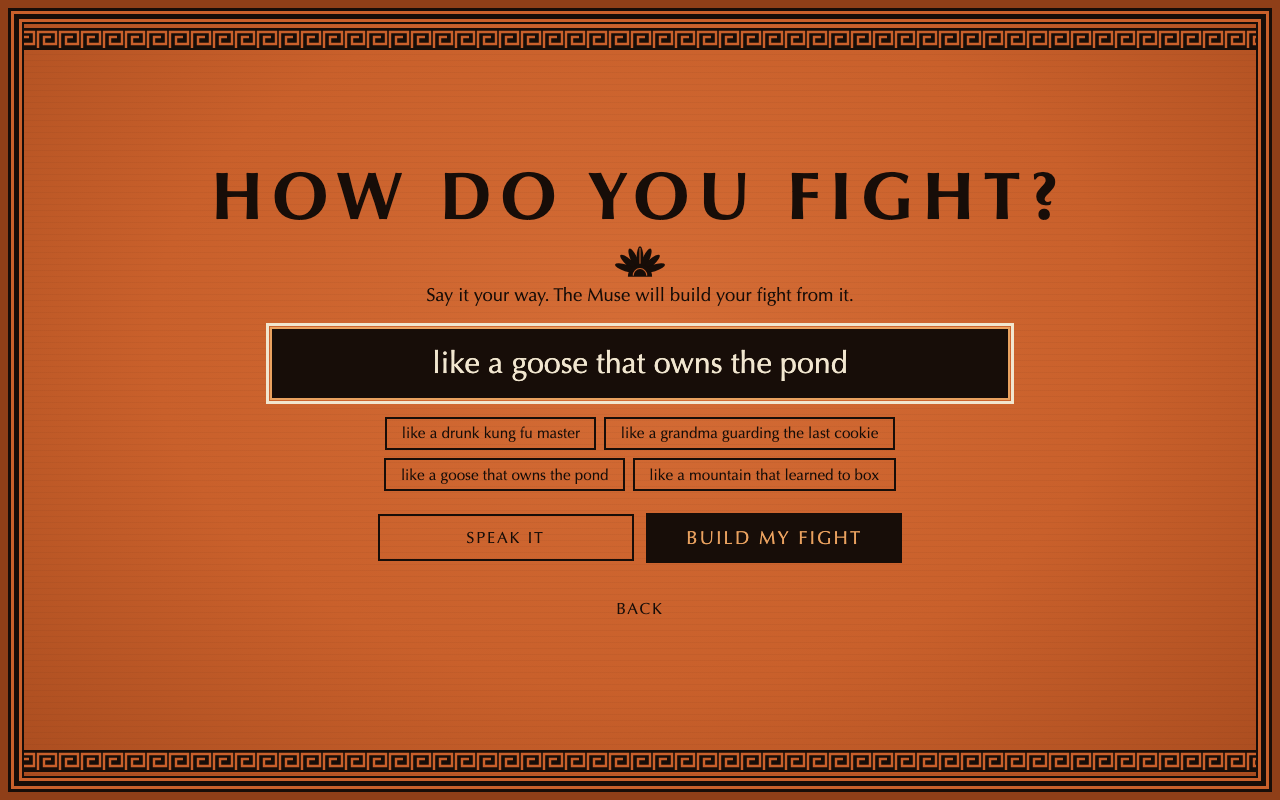 HOW DO YOU FIGHT?
Say it your way. The Muse will build your fight from it.
like a goose that owns the pond
like a drunk kung fu master
like a grandma guarding the last cookie
like a goose that owns the pond
like a mountain that learned to box
SPEAK IT
BUILD MY FIGHT
BACK